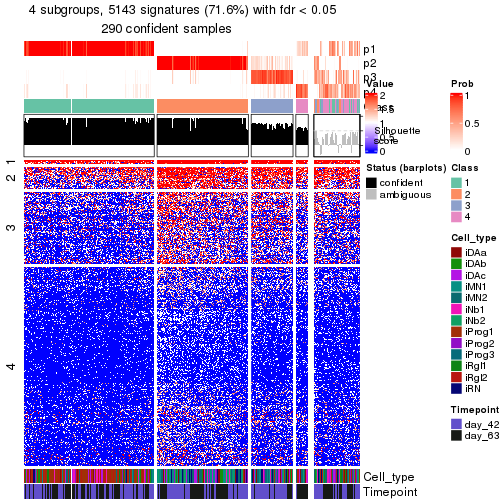 4 subgroups, 5143 signatures (71.6%) with fdr < 0.05
290 confident samples
p1
p2
p3
p4
Value
2
1.5
1
0.5
0
Silhouette
score
Prob
1
0.5
0
Status (barplots)
confident
ambiguous
Class
1
2
3
4
Cell_type
iDAa
iDAb
iDAc
iMN1
iMN2
iNb1
iNb2
iProg1
iProg2
iProg3
iRgl1
iRgl2
iRN
Timepoint
day_42
day_63
1
2
3
4
Cell_type
Timepoint